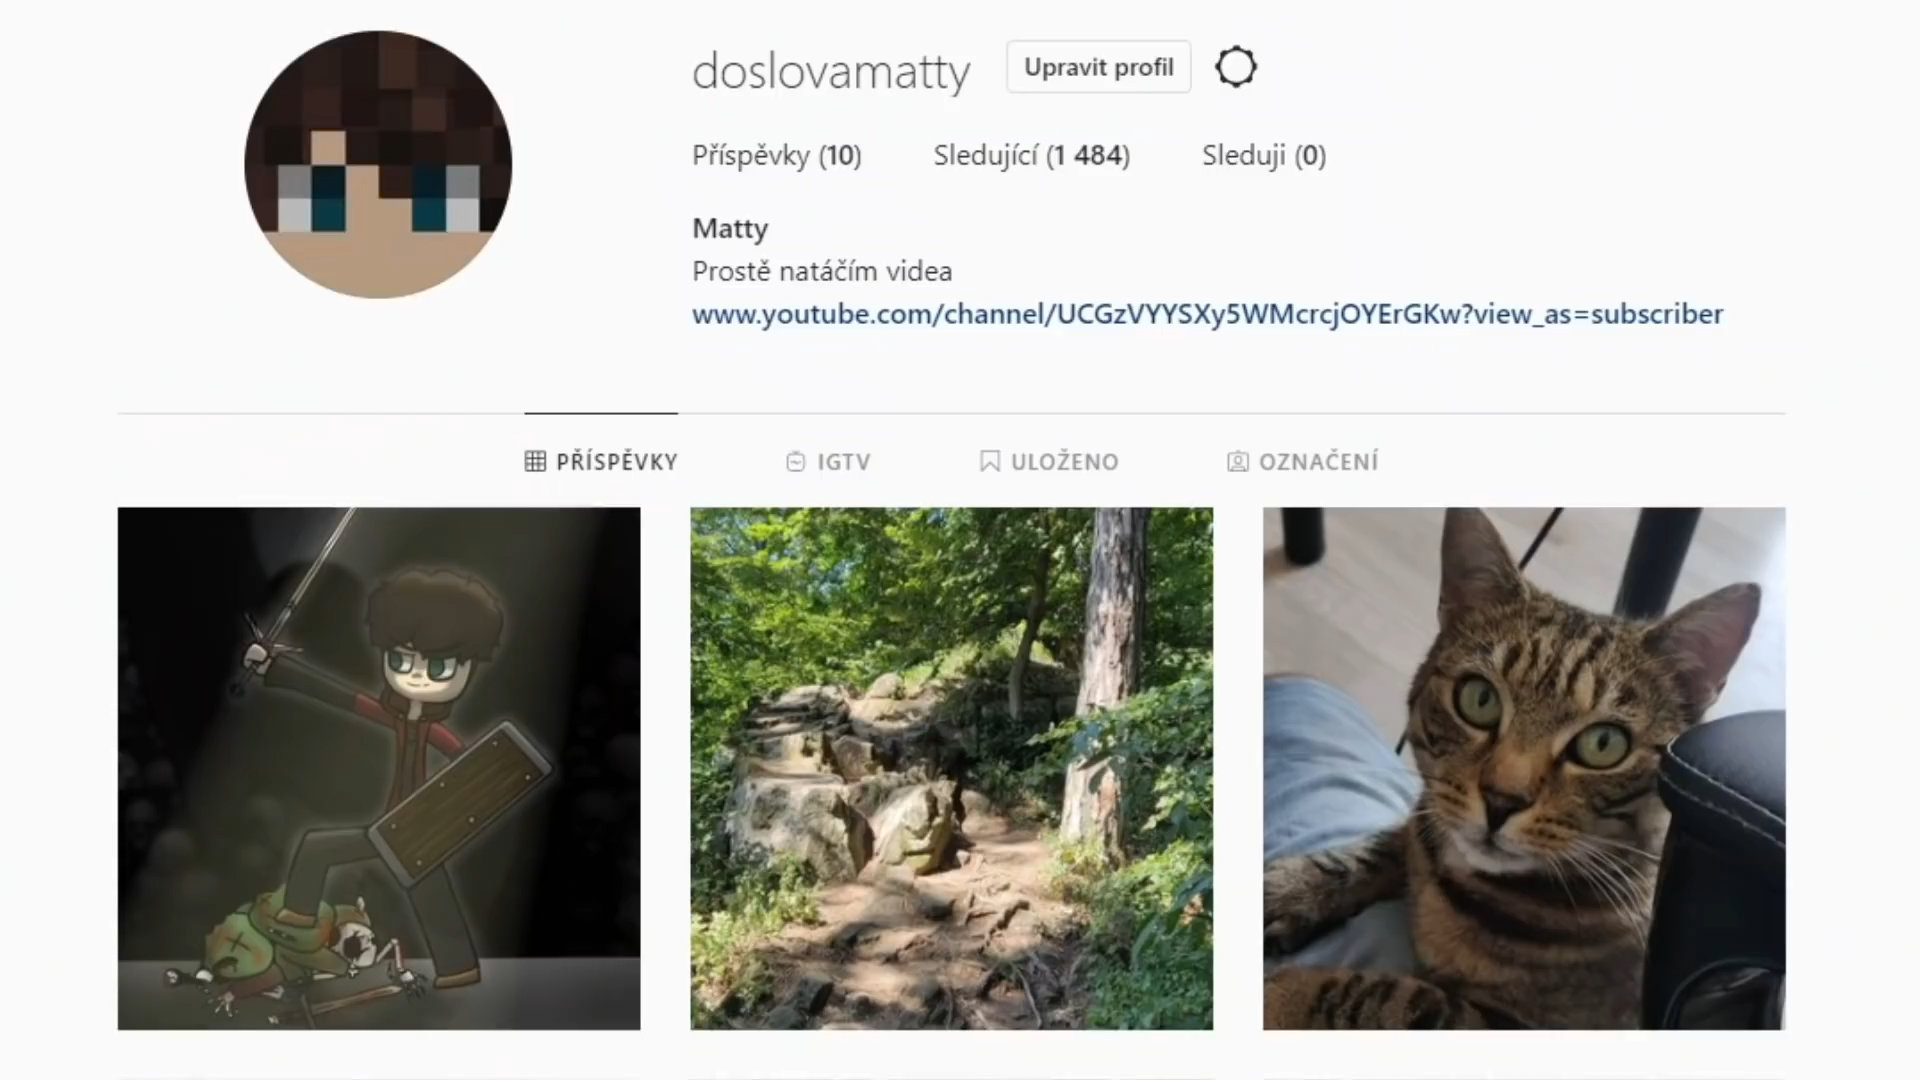 doslovamatty
Upravit profil
Příspěvky (10)
Sledující (1 484)
Sleduji (0)
Matty
Prostě natáčím videa
www.youtube.com/channel/UCGzVYYSXy5WMcrcjOYErGKw?view_as=subscriber
PŘÍSPĚVKY
IGTV
ULOŽENO
OZNAČENÍ